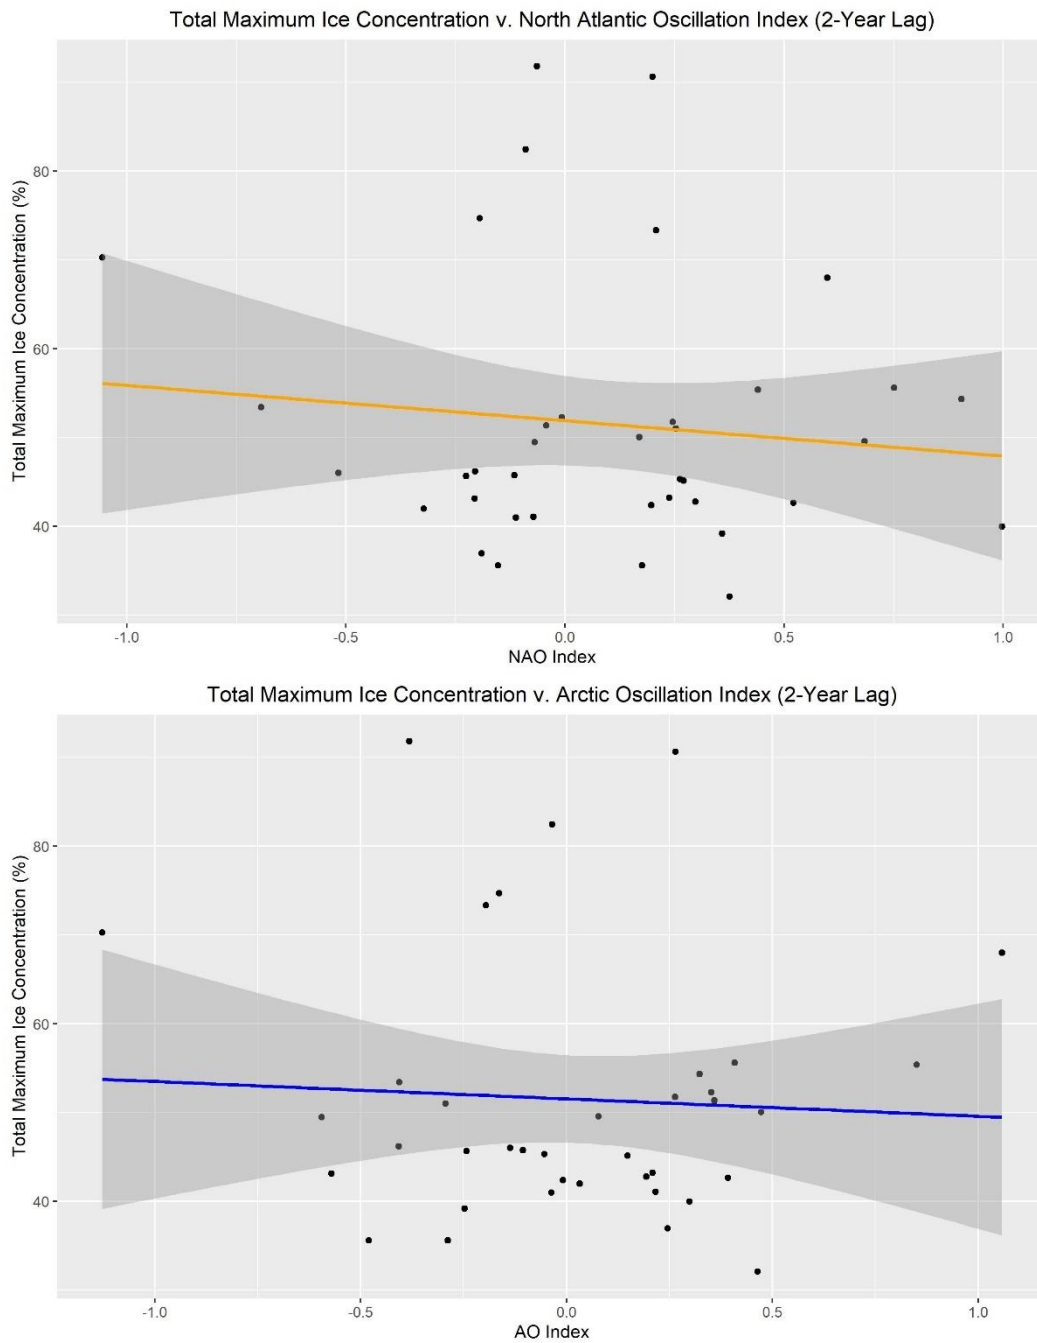 Total Maximum Ice Concentration v. North Atlantic Oscillation Index (2-Year Lag)
Total Maximum Ice Concentration (%)
80
60
40
-1.0
-0.5
0.0
0.5
1.0
NAO Index
Total Maximum Ice Concentration v. Arctic Oscillation Index (2-Year Lag)
Total Maximum Ice Concentration (%)
80
60
40
-1.0
-0.5
0.0
0.5
1.0
AO Index